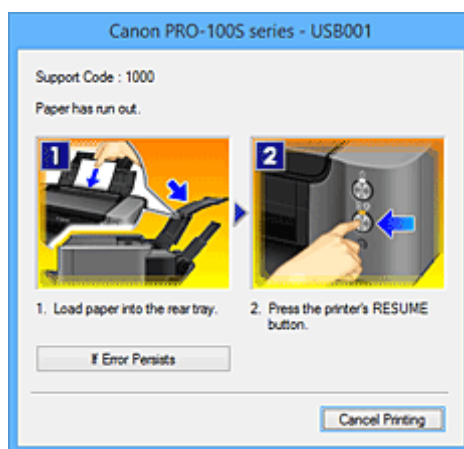 Canon PRO-100S series - USB001
Support Code : 1000
Paper has run out.
1
2
1. Load paper into the rear tray.
2. Press the printer's RESUME
button.
If Error Persists
Cancel Printing